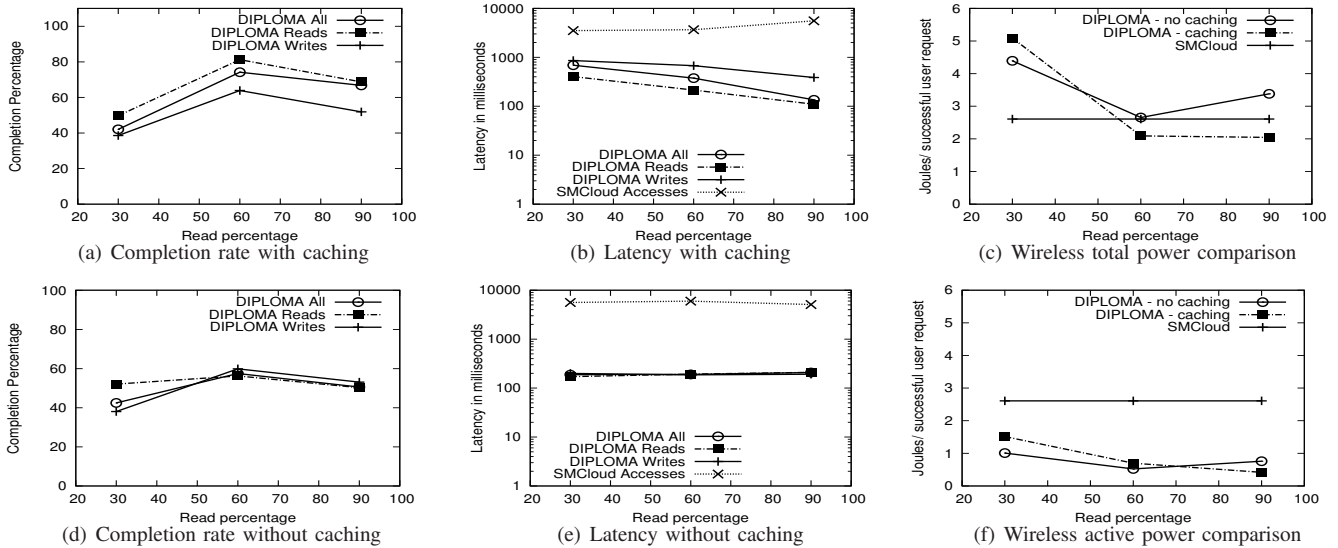 Completion Percentage
100
80
60
40
20
0
DIPLOMA All
DIPLOMA Reads
DIPLOMA Writes
20 30 40 50 60 70 80 90 100
Read percentage
(a) Completion rate with caching
Latency in milliseconds
10000
1000
100
10
1
DIPLOMA All
DIPLOMA Reads
DIPLOMA Writes
SMCloud Accesses
20 30 40 50 60 70 80 90 100
Read percentage
(b) Latency with caching
Joules/ successful user request
6
5
4
3
2
1
0
DIPLOMA - no caching
DIPLOMA - caching
SMCloud
20 30 40 50 60 70 80 90 100
Read percentage
(c) Wireless total power comparison
Completion Percentage
100
80
60
40
20
0
DIPLOMA All
DIPLOMA Reads
DIPLOMA Writes
20 30 40 50 60 70 80 90 100
Read percentage
(d) Completion rate without caching
Latency in milliseconds
10000
1000
100
10
1
DIPLOMA All
DIPLOMA Reads
DIPLOMA Writes
SMCloud Accesses
20 30 40 50 60 70 80 90 100
Read percentage
(e) Latency without caching
Joules/ successful user request
6
5
4
3
2
1
0
DIPLOMA - no caching
DIPLOMA - caching
SMCloud
20 30 40 50 60 70 80 90 100
Read percentage
(f) Wireless active power comparison